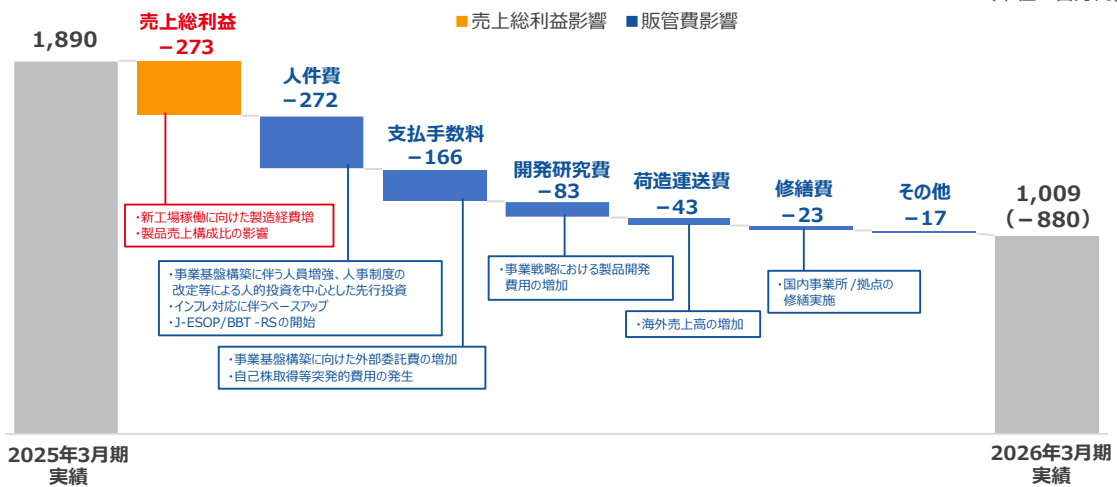 ■売上総利益影響 ■販管費影響
1,890
売上総利益
−273
人件費
−272
支払手数料
−166
開発研究費
−83
荷造運送費
−43
修繕費
−23
その他
−17
1,009
(−880)
・新工場稼働に向けた製造経費増
・製品売上構成比の影響
・事業基盤構築に伴う人員増強、人事制度の
改定等による人的投資を中心とした先行投資
・インフレ対応に伴うベースアップ
・J-ESOP/BBT-RSの開始
・事業基盤構築に向けた外部委託費の増加
・自己株取得等突発的費用の発生
・事業戦略における製品開発
費用の増加
・海外売上高の増加
・国内事業所/拠点の
修繕実施
2025年3月期
実績
2026年3月期
実績